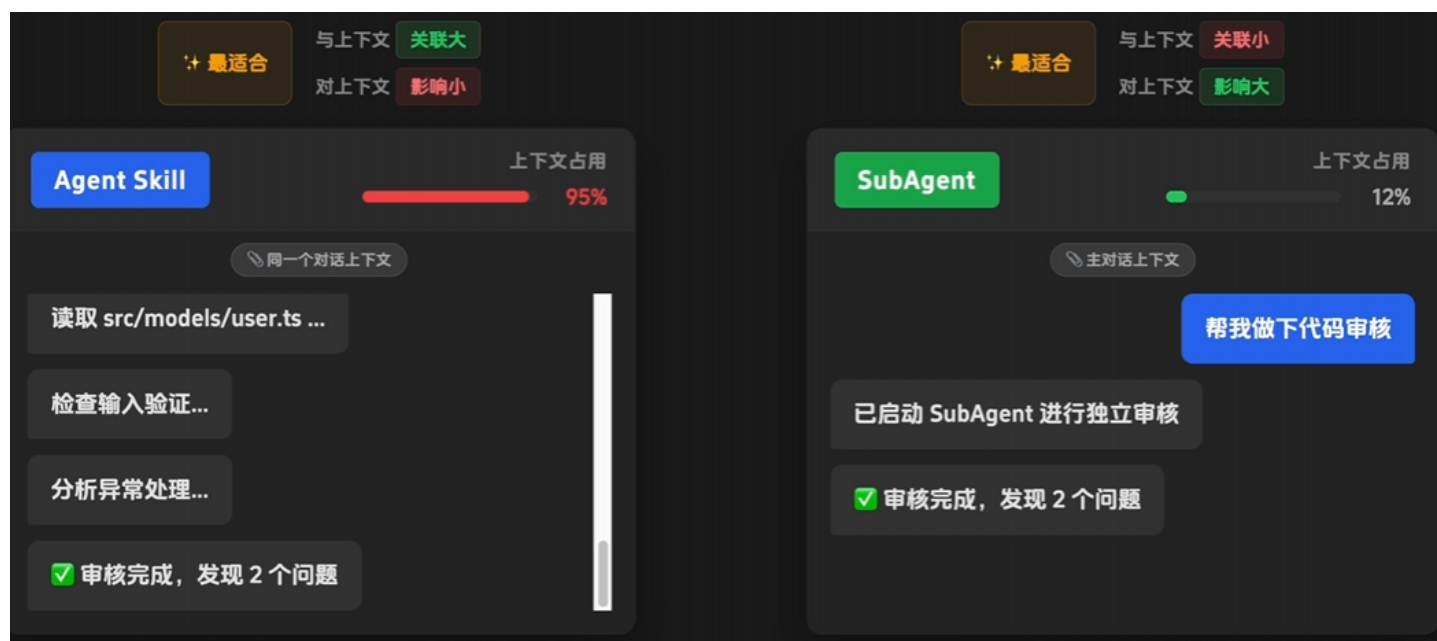 ✨ 最适合
与上下文 关联大
对上下文 影响小
Agent Skill
上下文占用
95%
📎同一个对话上下文
读取 src/models/user.ts ...
检查输入验证...
分析异常处理...
✅ 审核完成，发现 2 个问题
✨ 最适合
与上下文 关联小
对上下文 影响大
SubAgent
上下文占用
12%
📎主对话上下文
帮我做下代码审核
已启动 SubAgent 进行独立审核
✅ 审核完成，发现 2 个问题